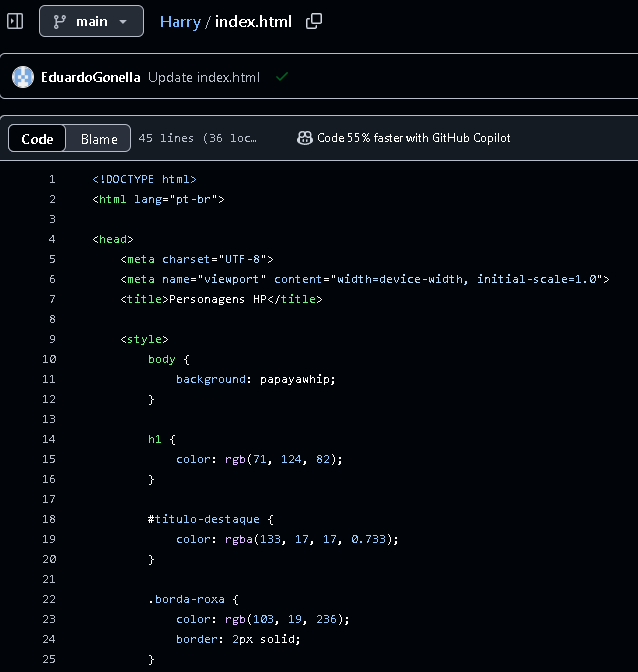 main
Harry / index.html
EduardoGonella Update index.html
Code Blame 45 lines (36 loc… Code 55% faster with GitHub Copilot
1 <!DOCTYPE html>
2 <html lang="pt-br">
3
4 <head>
5     <meta charset="UTF-8">
6     <meta name="viewport" content="width=device-width, initial-scale=1.0">
7     <title>Personagens HP</title>
8
9     <style>
10         body {
11             background: papayawhip;
12         }
13
14         h1 {
15             color: rgb(71, 124, 82);
16         }
17
18         #titulo-destaque {
19             color: rgba(133, 17, 17, 0.733);
20         }
21
22         .borda-roxa {
23             color: rgb(103, 19, 236);
24             border: 2px solid;
25         }